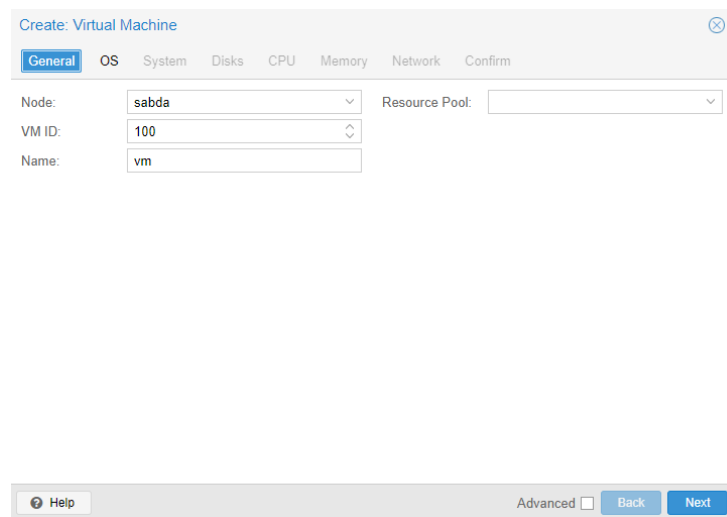 Create: Virtual Machine
General OS System Disks CPU Memory Network Confirm
Node: sabda Resource Pool:
VM ID: 100
Name: vm
Help Advanced Back Next